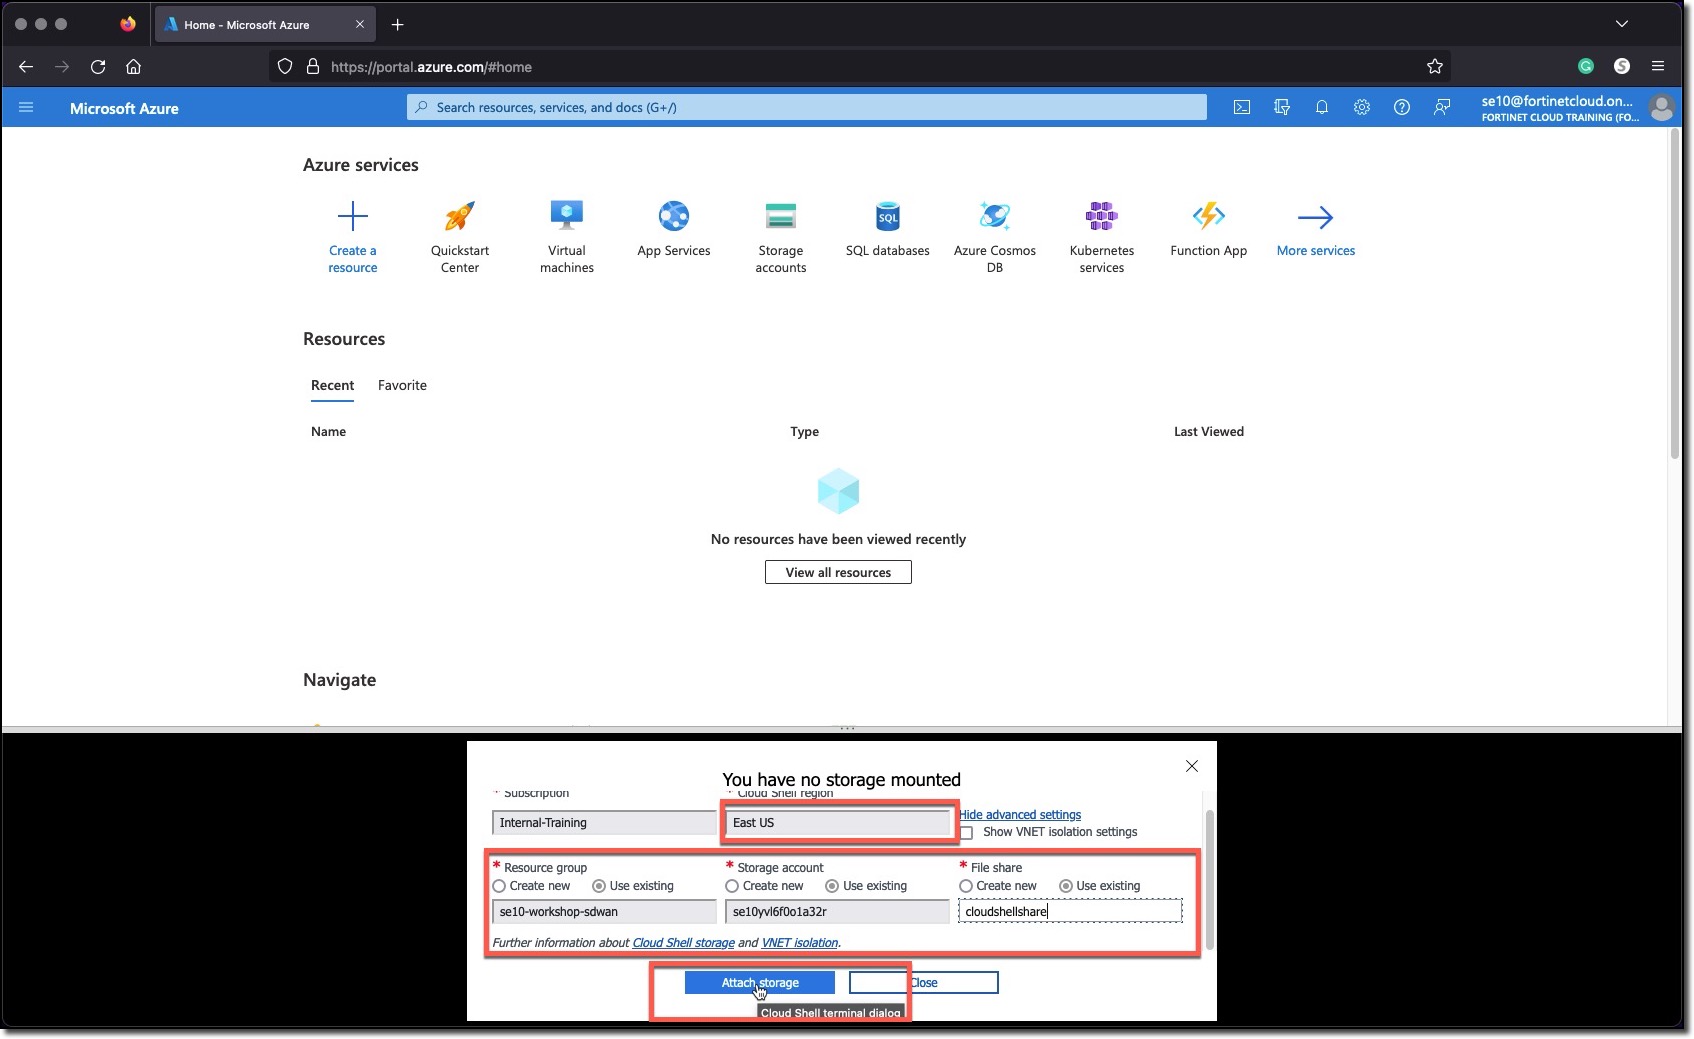 Home - Microsoft Azure
https://portal.azure.com/#home
Microsoft Azure
Search resources, services, and docs (G+/)
se10@fortinetcloud.on...
FORTINET CLOUD TRAINING (FO...
Azure services
Create a
resource
Quickstart
Center
Virtual
machines
App Services
Storage
accounts
SQL
SQL databases
Azure Cosmos
DB
Kubernetes
services
Function App
More services
Resources
Recent
Favorite
Name
Type
Last Viewed
No resources have been viewed recently
View all resources
Navigate
You have no storage mounted
* Subscription
* Cloud Shell region
Internal-Training
East US
Hide advanced settings
Show VNET isolation settings
* Resource group
Create new
Use existing
se10-workshop-sdwan
* Storage account
Create new
Use existing
se10yvl6f0o1a32r
* File share
Create new
Use existing
cloudshellshare
Further information about Cloud Shell storage and VNET isolation.
Attach storage
Close
Cloud Shell terminal dialog